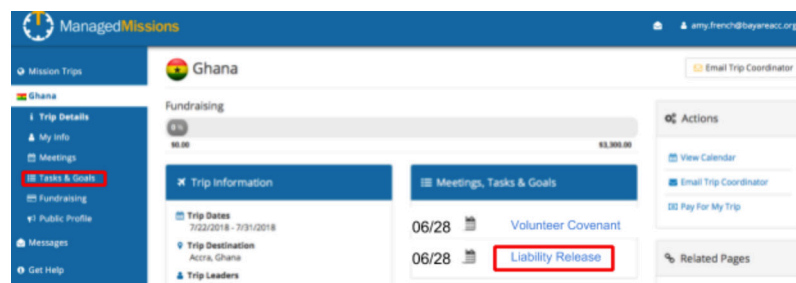 ManagedMissions
amy.french@bayareacc.org
Mission Trips
Ghana
Trip Details
My Info
Meetings
Tasks & Goals
Fundraising
Public Profile
Messages
Get Help
Ghana
Email Trip Coordinator
Fundraising
0 %
$0.00
$3,300.00
Trip Information
Trip Dates
7/22/2018 - 7/31/2018
Trip Destination
Accra, Ghana
Trip Leaders
Meetings, Tasks & Goals
06/28 Volunteer Covenant
06/28 Liability Release
Actions
View Calendar
Email Trip Coordinator
Pay For My Trip
Related Pages